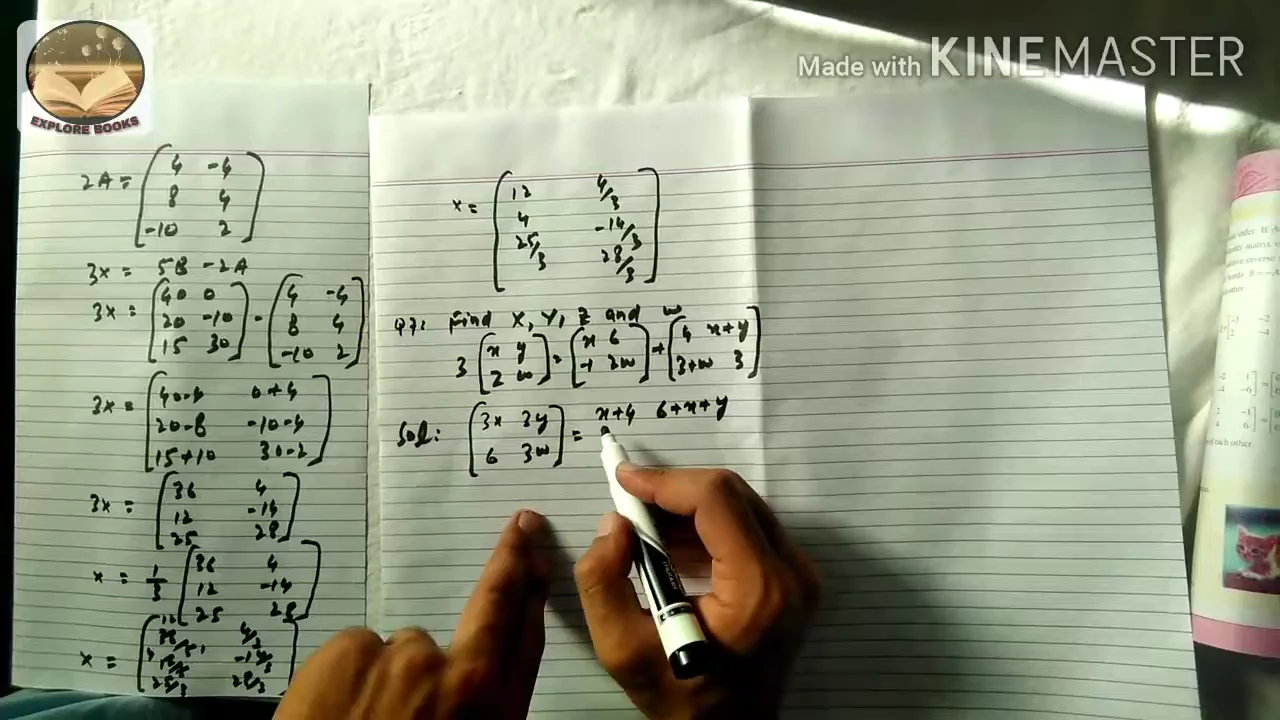 EXPLORE BOOKS
Made with KINEMASTER
2A = (4 -4
8 4
-10 2)
3x = 5B - 2A
3x = (40 0
20 -10
15 30) - (4 -4
8 4
-10 2)
3x = (40-4 0+4
20-8 -10-4
15+10 30-2)
3x = (36 4
12 -14
25 28)
x = 1/3 (36 4
12 -14
25 28)
x =
x = (12 4/3
4 -14/3
25/3 28/3)
Q7: Find X, Y, Z and W
3 (x y
2 w) = (x 6
-1 2w) + (4 x+y
3+w 3)
Sol: (3x 3y
6 3w) = x+4 6+x+y